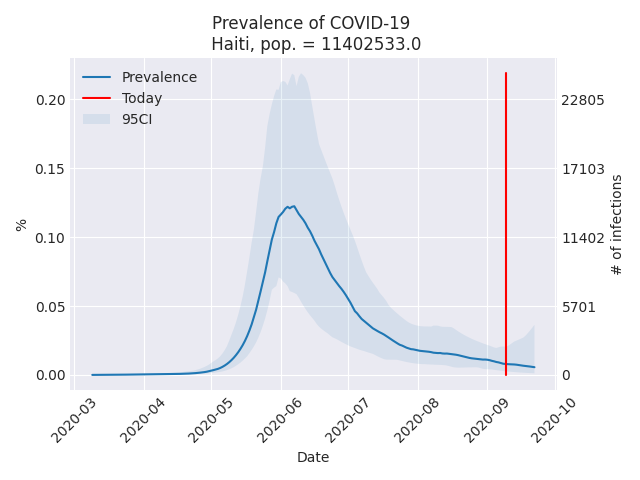 Prevalence of COVID-19
Haiti, pop. = 11402533.0
Prevalence
Today
95CI
0.20
0.15
0.10
0.05
0.00
%
22805
17103
11402
5701
0
# of infections
2020-03
2020-04
2020-05
2020-06
2020-07
2020-08
2020-09
2020-10
Date